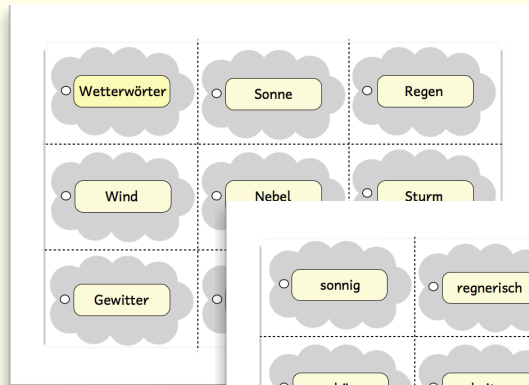 Wetterwörter
Sonne
Regen
Wind
Nebel
Sturm
Gewitter
sonnig
regnerisch